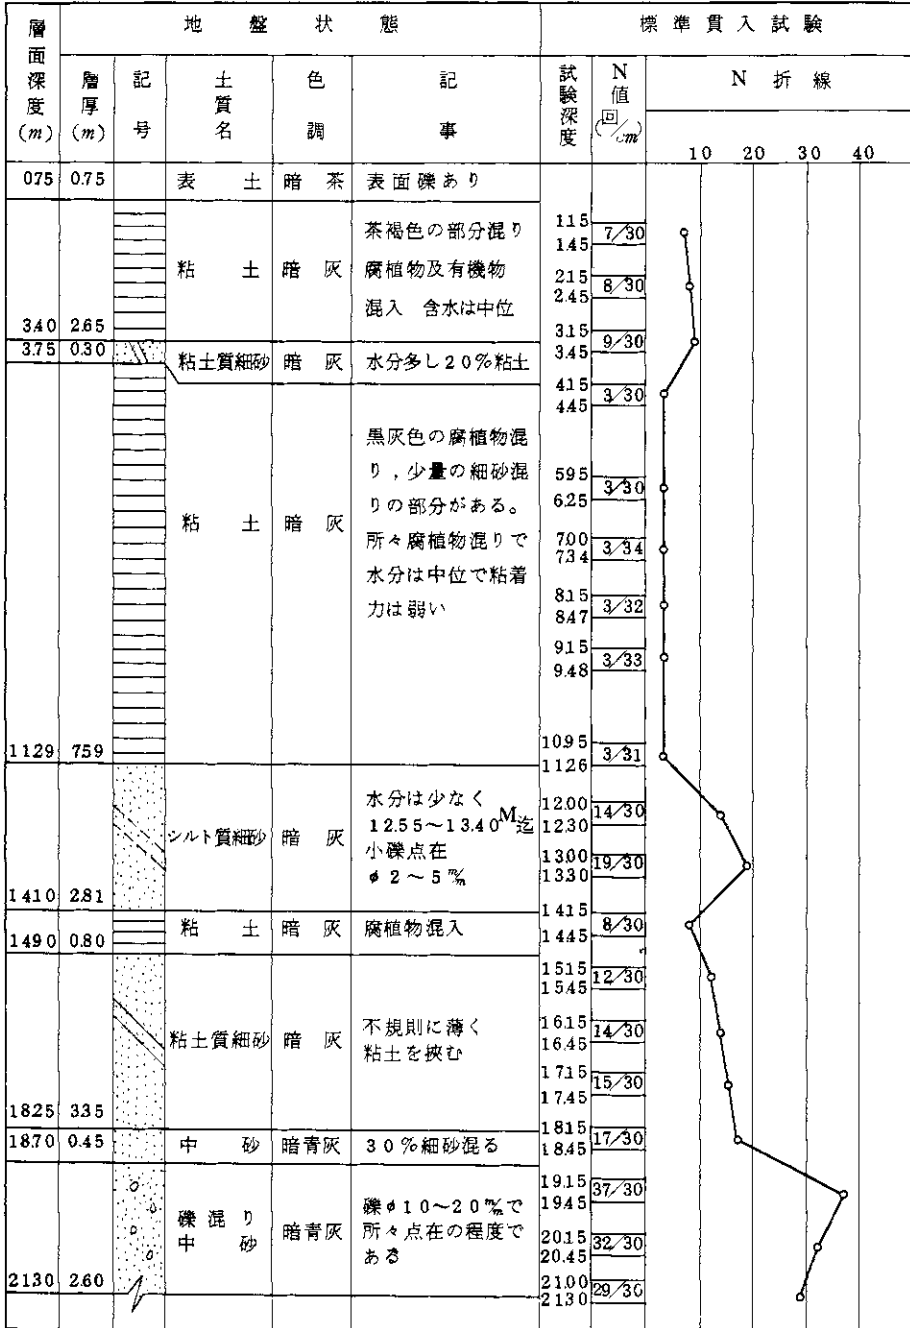 地盤状態
標準貫入試験
層面深度(m)
層厚(m)
記号
土質名
色調
記事
試験深度
N値(回/cm)
N折線
10 20 30 40
075 0.75 表土 暗茶 表面礫あり
340 265 粘土 暗灰
茶褐色の部分混り
腐植物及有機物
混入 含水は中位
115
145
7/30
215
2.45
8/30
3.15
3.45
9/30
3.75 0.30 粘土質細砂 暗灰 水分多し20%粘土
415
445
3/30
1129 759 粘土 暗灰
黒灰色の腐植物混
り,少量の細砂混
りの部分がある。
所々腐植物混りで
水分は中位で粘着
力は弱い
595
625
3/30
700
734
3/34
815
847
3/32
915
9.48
3/33
1095
1126
3/31
1410 2.81 シルト質細砂 暗灰
水分は少なく
12.55~13.40M迄
小礫点在
φ2~5m/m
1200
1230
14/30
1300
1330
19/30
1490 0.80 粘土 暗灰 腐植物混入
1415
1445
8/30
1825 335 粘土質細砂 暗灰
不規則に薄く
粘土を挾む
1515
1545
12/30
1615
16.45
14/30
1715
17.45
15/30
1870 0.45 中砂 暗青灰 30%細砂混る
1815
1845
17/30
2130 2.60
礫混り
中砂
暗青灰
礫φ10~20m/mで
所々点在の程度で
ある
19.15
19.45
37/30
2015
20.45
32/30
2100
2130
29/30